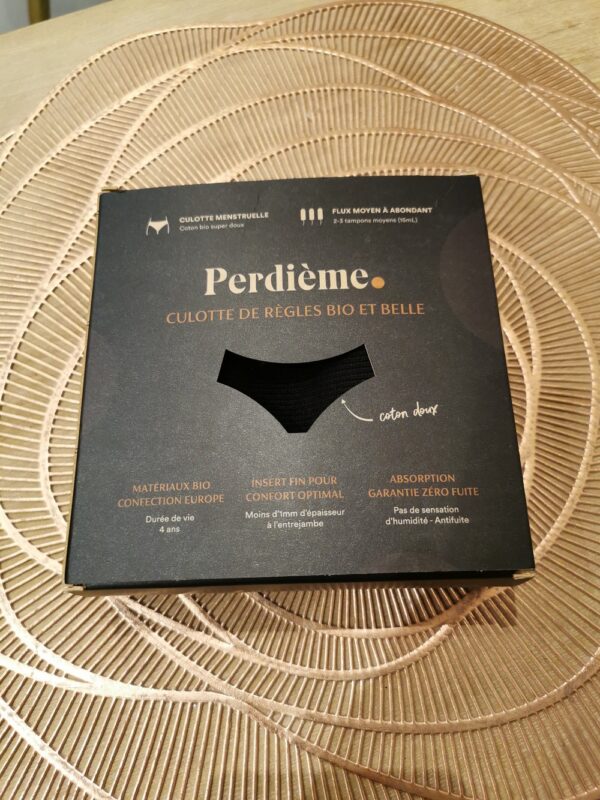 CULOTTE MENSTRUELLE
Coton bio super doux
FLUX MOYEN À ABONDANT
2-3 tampons moyens (15mL)
Perdième.
CULOTTE DE RÈGLES BIO ET BELLE
coton doux
MATÉRIAUX BIO
CONFECTION EUROPE
Durée de vie
4 ans
INSERT FIN POUR
CONFORT OPTIMAL
Moins d'1mm d'épaisseur
à l'entrejambe
ABSORPTION
GARANTIE ZÉRO FUITE
Pas de sensation
d'humidité - Antifuite